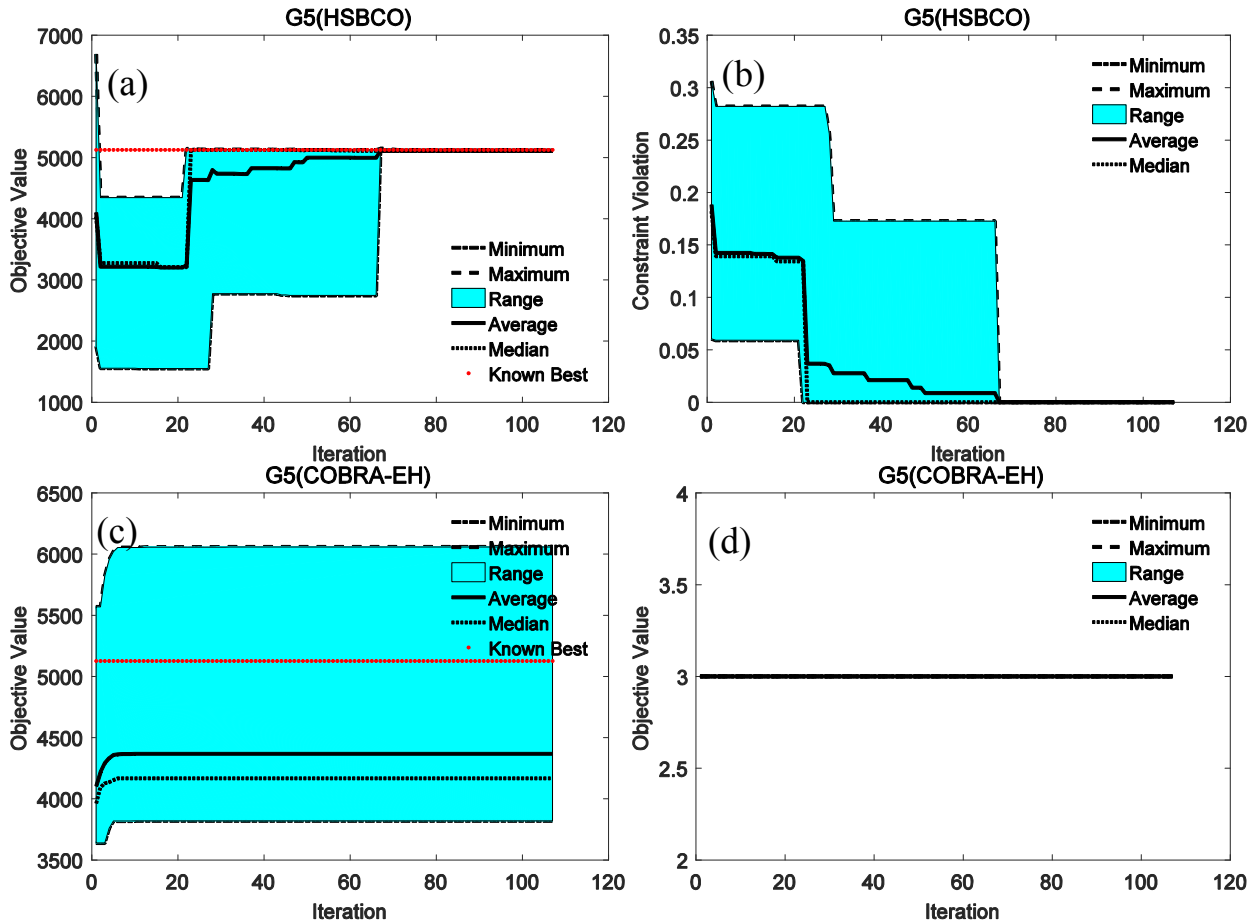 G5(HSBCO)
(a)
7000
6000
5000
4000
3000
2000
1000
Objective Value
Minimum
Maximum
Range
Average
Median
Known Best
0 20 40 60 80 100 120
Iteration
G5(HSBCO)
(b)
0.35
0.3
0.25
0.2
0.15
0.1
0.05
0
Constraint Violation
Minimum
Maximum
Range
Average
Median
0 20 40 60 80 100 120
Iteration
G5(COBRA-EH)
(c)
6500
6000
5500
5000
4500
4000
3500
Objective Value
Minimum
Maximum
Range
Average
Median
Known Best
0 20 40 60 80 100 120
Iteration
G5(COBRA-EH)
(d)
4
3.5
3
2.5
2
Objective Value
Minimum
Maximum
Range
Average
Median
0 20 40 60 80 100 120
Iteration